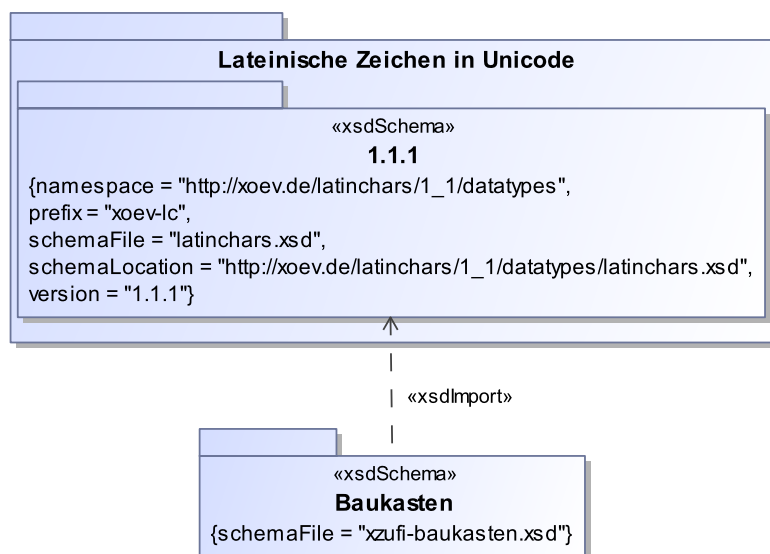 Lateinische Zeichen in Unicode
«xsdSchema»
1.1.1
{namespace = "http://xoev.de/latinchars/1_1/datatypes",
prefix = "xoev-lc",
schemaFile = "latinchars.xsd",
schemaLocation = "http://xoev.de/latinchars/1_1/datatypes/latinchars.xsd",
version = "1.1.1"}
«xsdImport»
«xsdSchema»
Baukasten
{schemaFile = "xzufi-baukasten.xsd"}